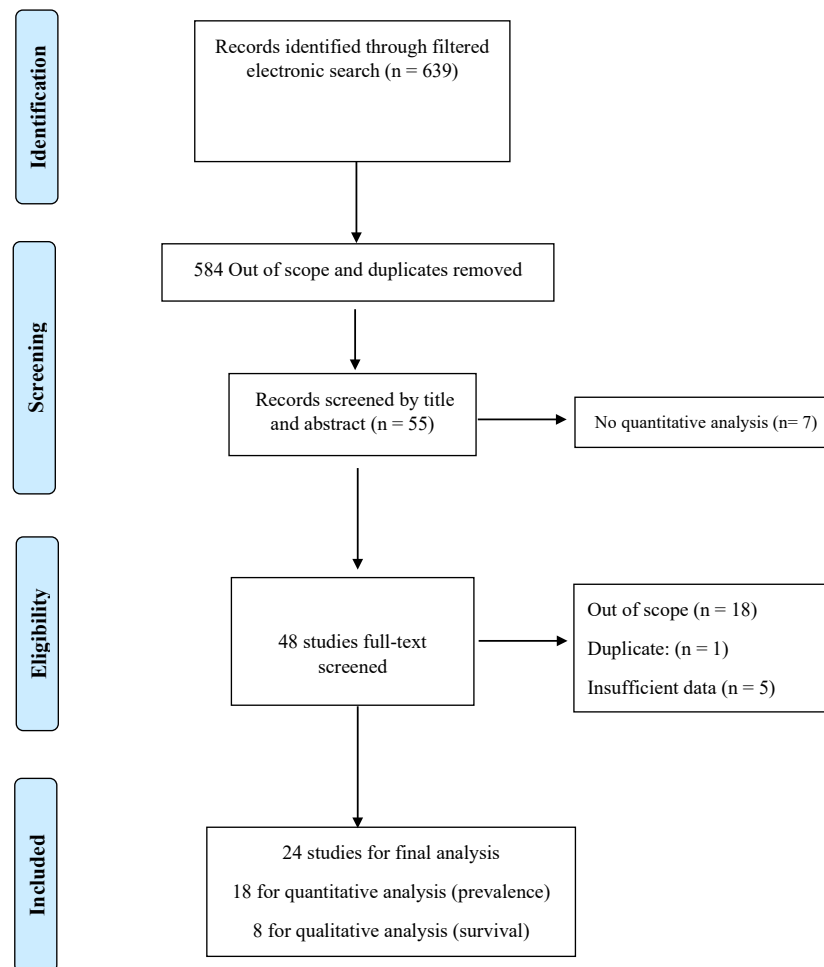 Identification
Records identified through filtered
electronic search (n = 639)
584 Out of scope and duplicates removed
Screening
Records screened by title
and abstract (n = 55)
No quantitative analysis (n= 7)
Eligibility
48 studies full-text
screened
Out of scope (n = 18)
Duplicate: (n = 1)
Insufficient data (n = 5)
Included
24 studies for final analysis
18 for quantitative analysis (prevalence)
8 for qualitative analysis (survival)